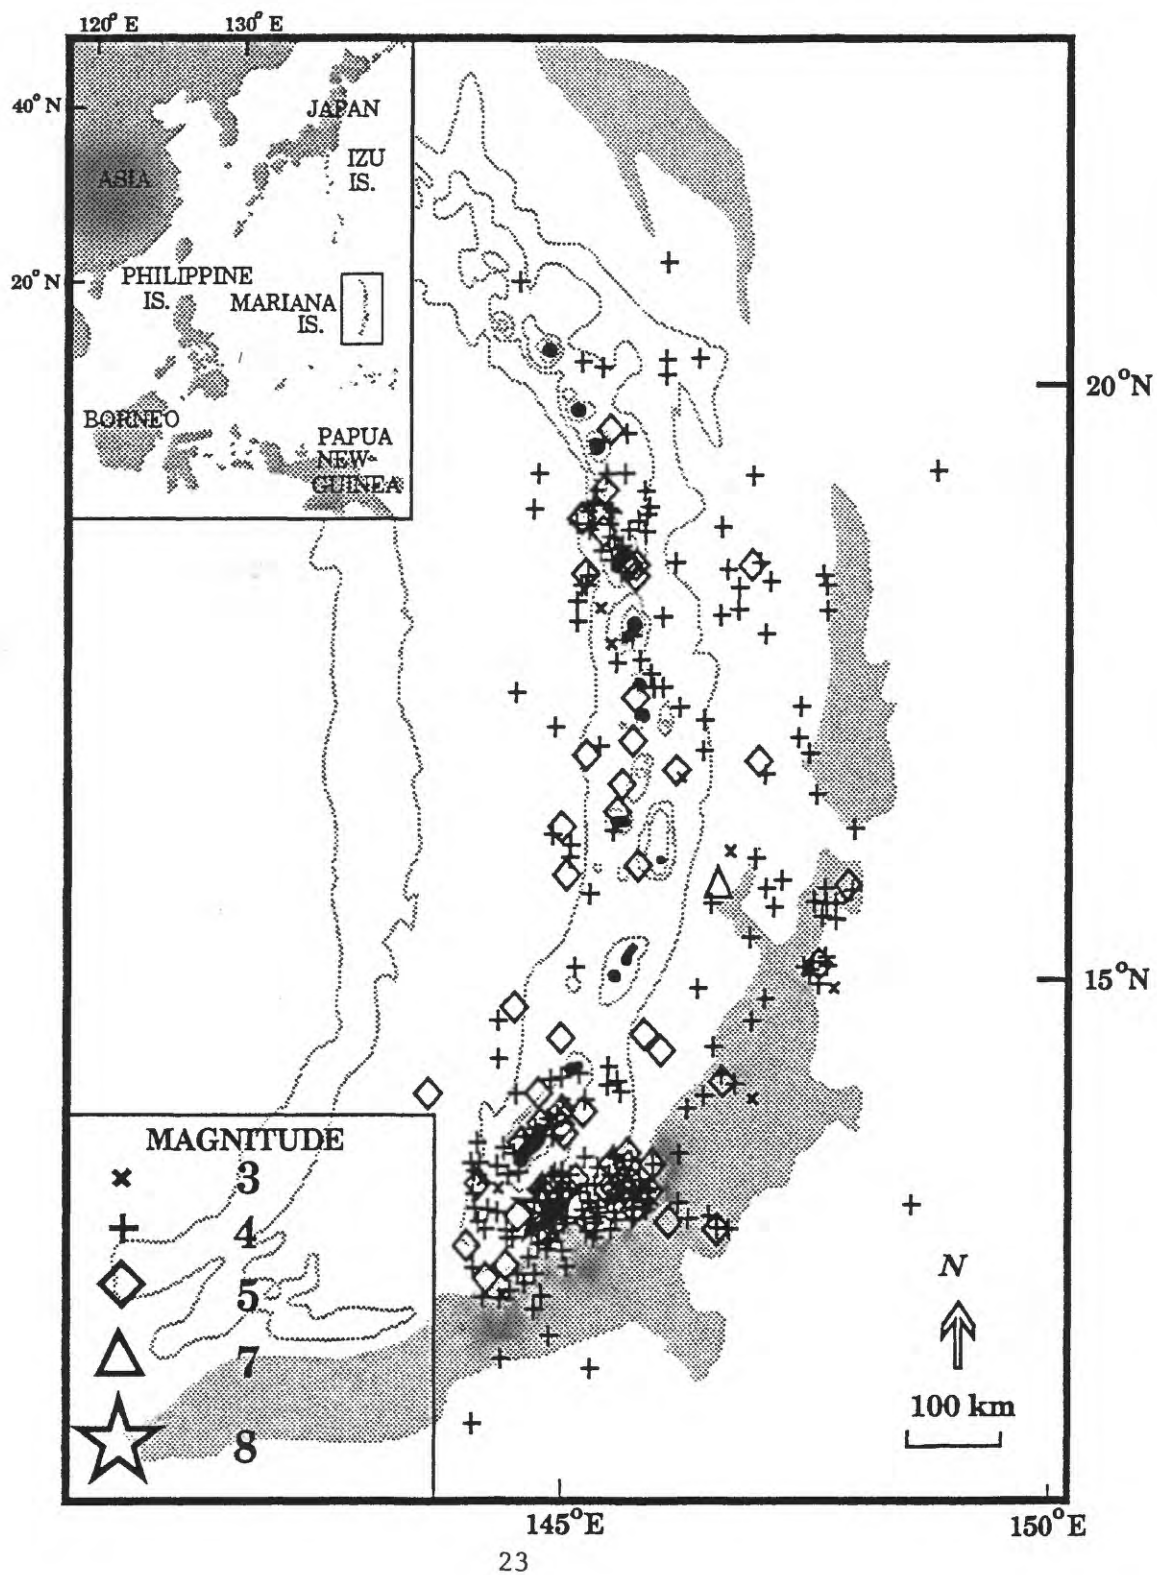 120° E 130° E
40° N
JAPAN
IZU
IS.
ASIA
20° N
PHILIPPINE
IS.
MARIANA
IS.
BORNEO
PAPUA
NEW-
GUINEA
20°N
15°N
MAGNITUDE
3
4
5
7
8
N
100 km
145°E
150°E
23